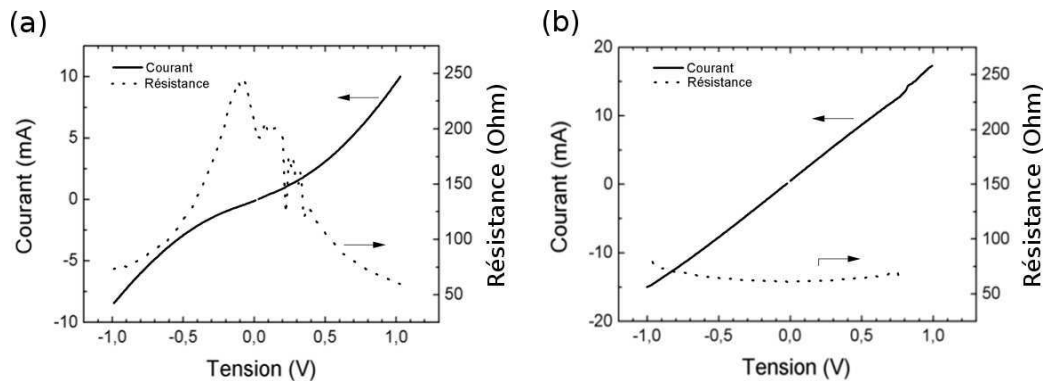 (a)
Courant (mA)
10
5
0
-5
-10
Courant
Résistance
250
200
150
100
50
Résistance (Ohm)
-1,0 -0,5 0,0 0,5 1,0
Tension (V)
(b)
Courant (mA)
20
10
0
-10
-20
Courant
Résistance
250
200
150
100
50
Résistance (Ohm)
-1,0 -0,5 0,0 0,5 1,0
Tension (V)